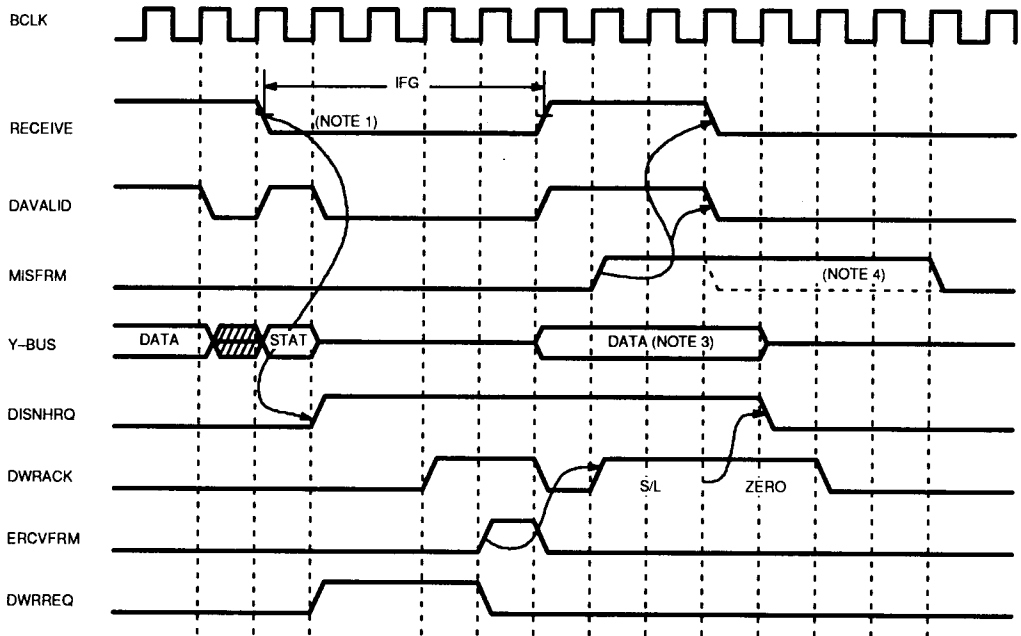 BCLK
IFG
RECEIVE
(NOTE 1)
DAVALID
MISFRM
(NOTE 4)
Y–BUS
DATA
STAT
DATA (NOTE 3)
DISNHRQ
DWRACK
S/L
ZERO
ERCVFRM
DWRREQ